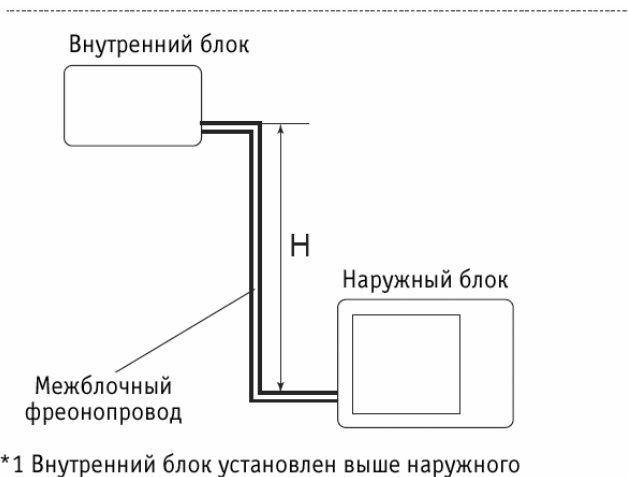 Внутренний блок
H
Наружный блок
Межблочный
фреонопровод
*1 Внутренний блок установлен выше наружного